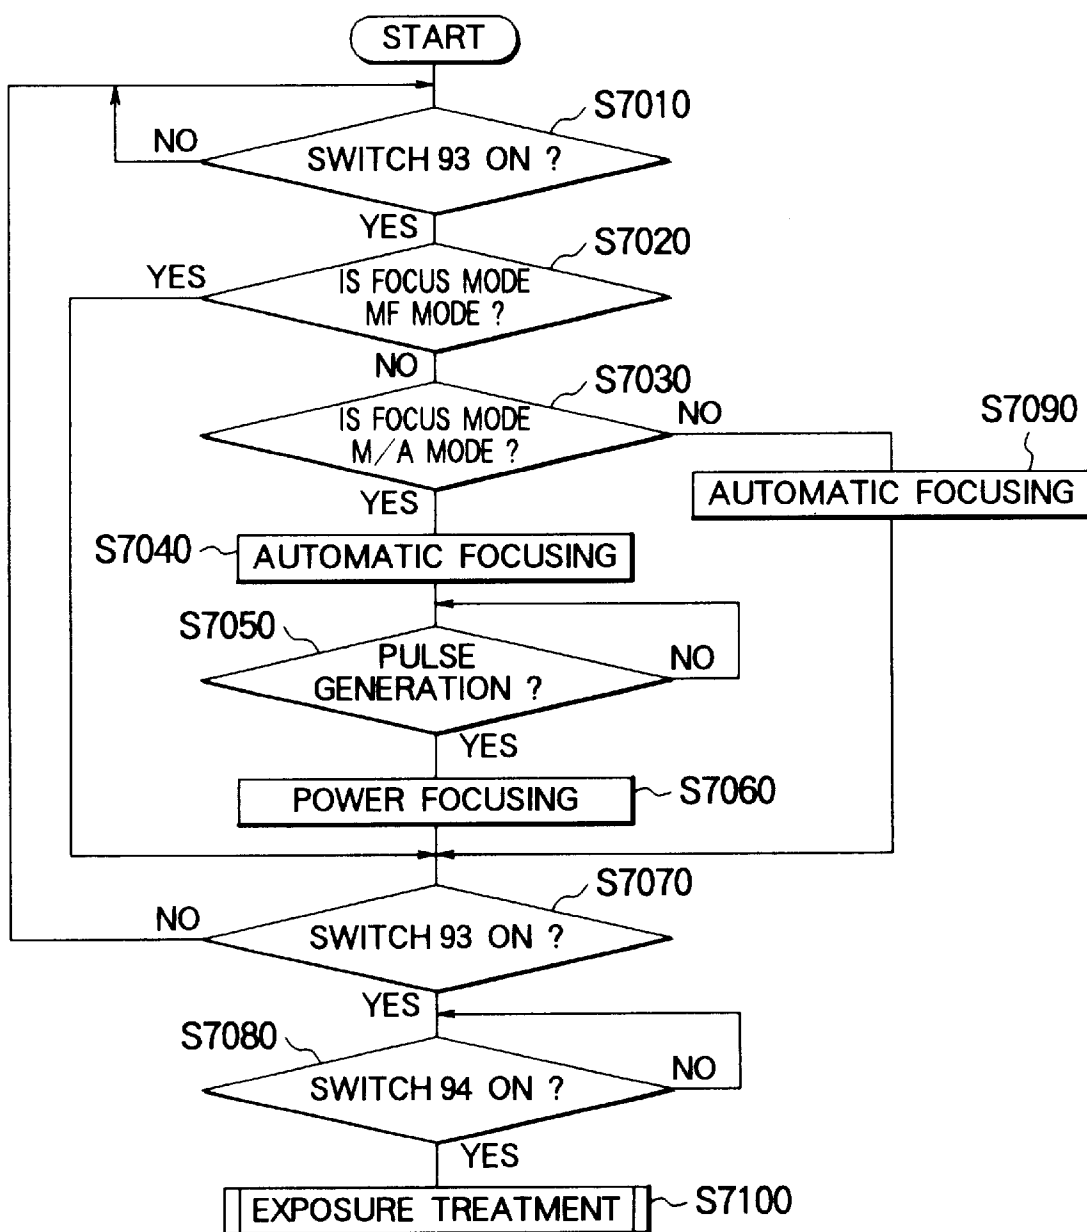 START
S7010
NO
SWITCH 93 ON ?
YES
S7020
YES
IS FOCUS MODE
MF MODE ?
NO
S7030
IS FOCUS MODE
M/A MODE ?
NO
S7090
YES
AUTOMATIC FOCUSING
S7040
AUTOMATIC FOCUSING
S7050
PULSE
GENERATION ?
NO
YES
POWER FOCUSING
S7060
S7070
NO
SWITCH 93 ON ?
YES
S7080
SWITCH 94 ON ?
NO
YES
EXPOSURE TREATMENT
S7100